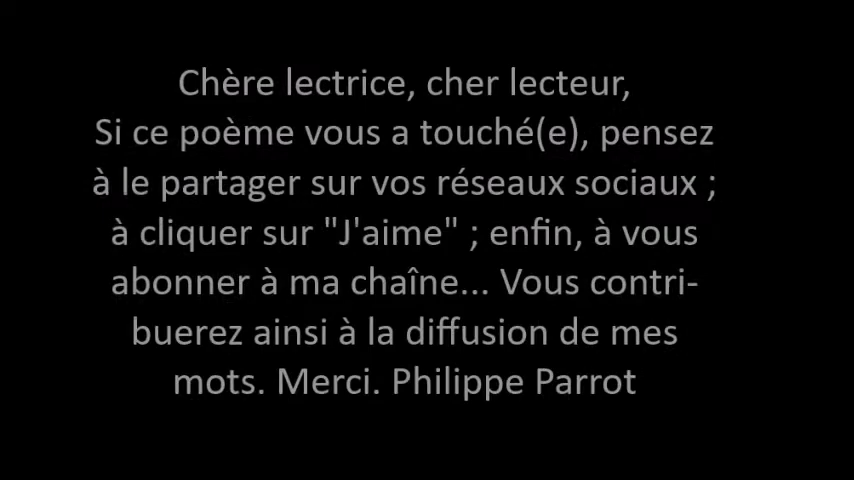 Chère lectrice, cher lecteur,
Si ce poème vous a touché(e), pensez
à le partager sur vos réseaux sociaux ;
à cliquer sur "J'aime" ; enfin, à vous
abonner à ma chaîne... Vous contri-
buerez ainsi à la diffusion de mes
mots. Merci. Philippe Parrot